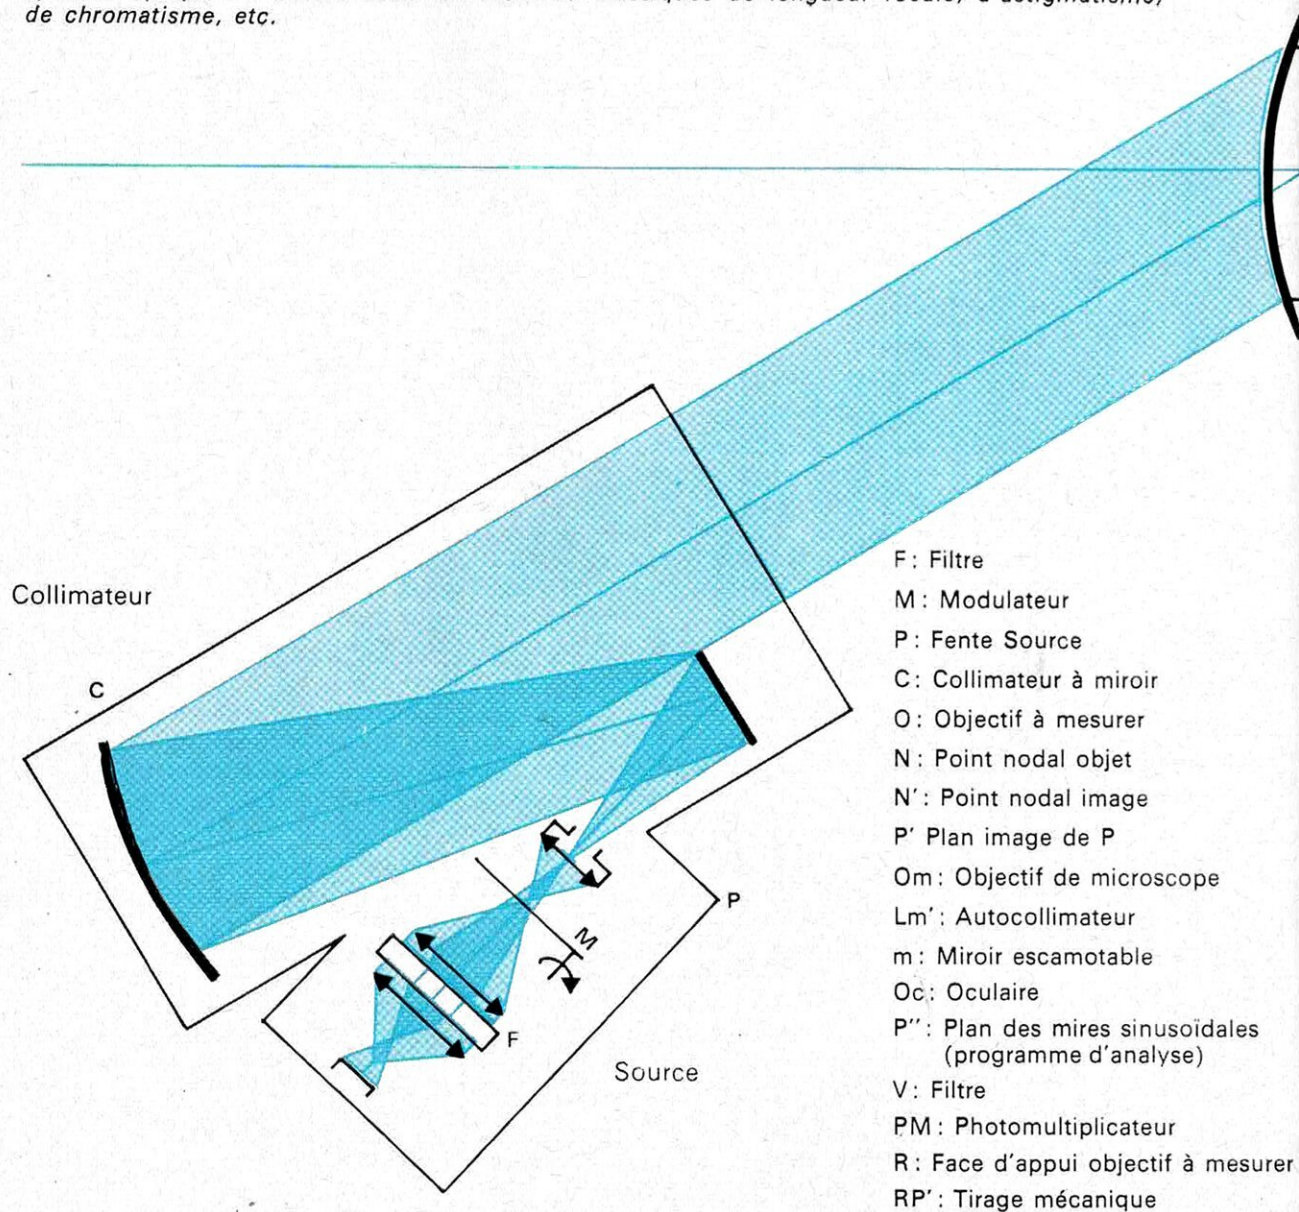 de chromatisme, etc.
Collimateur
C
P
M
F
Source
F: Filtre
M: Modulateur
P: Fente Source
C: Collimateur à miroir
O: Objectif à mesurer
N: Point nodal objet
N': Point nodal image
P' Plan image de P
Om: Objectif de microscope
Lm': Autocollimateur
m: Miroir escamotable
Oc: Oculaire
P'': Plan des mires sinusoïdales
(programme d'analyse)
V: Filtre
PM: Photomultiplicateur
R: Face d'appui objectif à mesurer
RP': Tirage mécanique